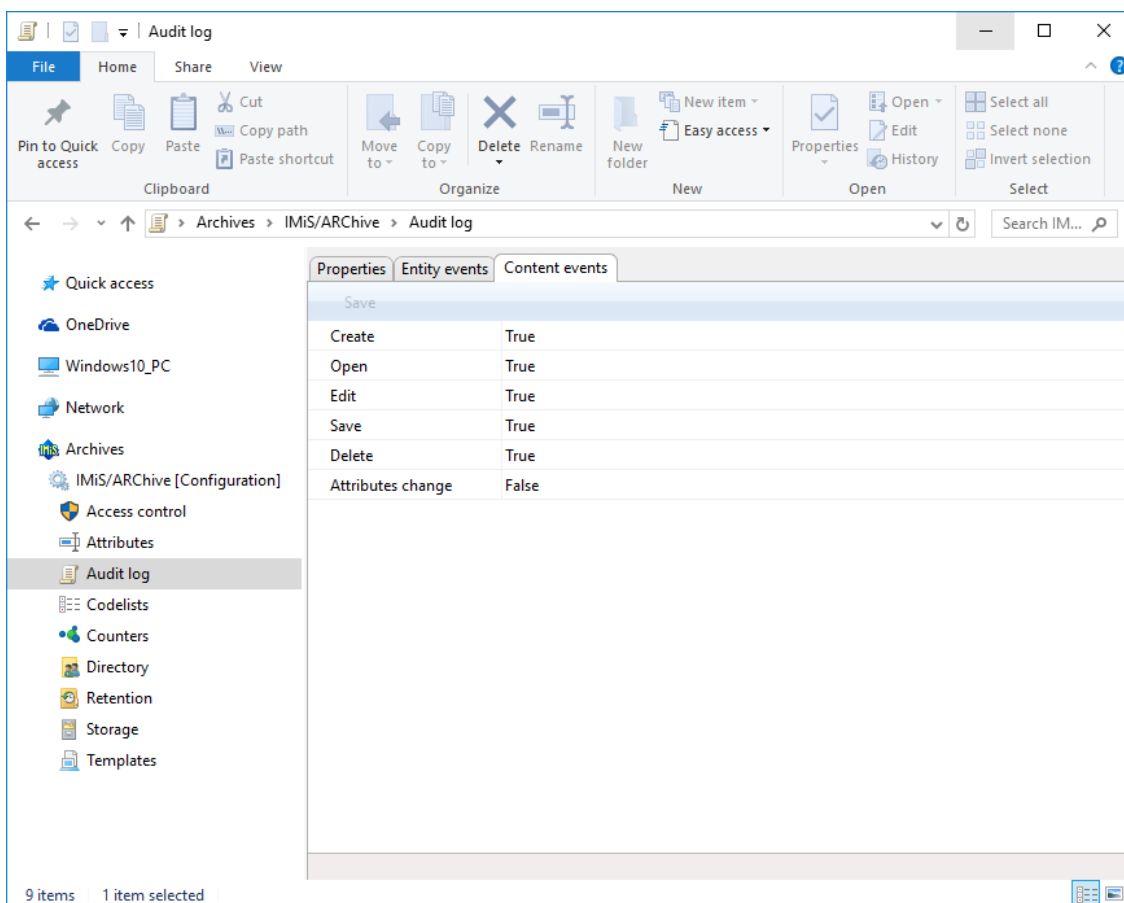 Audit log
File Home Share View
Pin to Quick access
Copy
Paste
Cut
Copy path
Paste shortcut
Clipboard
Move to
Copy to
Delete
Rename
Organize
New folder
New item
Easy access
New
Properties
Open
Edit
History
Open
Select all
Select none
Invert selection
Select
Archives > IMiS/ARChive > Audit log
Search IM...
Quick access
OneDrive
Windows10_PC
Network
Archives
IMiS/ARChive [Configuration]
Access control
Attributes
Audit log
Codelists
Counters
Directory
Retention
Storage
Templates
Properties Entity events Content events
Save
Create True
Open True
Edit True
Save True
Delete True
Attributes change False
9 items 1 item selected